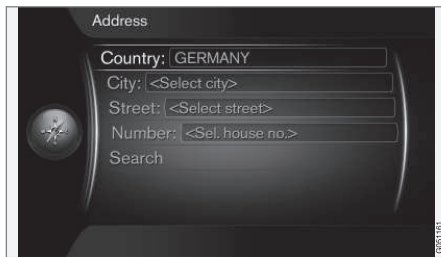 Address
Country: GERMANY
City: <Select city>
Street: <Select street>
Number: <Sel. house no.>
Search
G051161